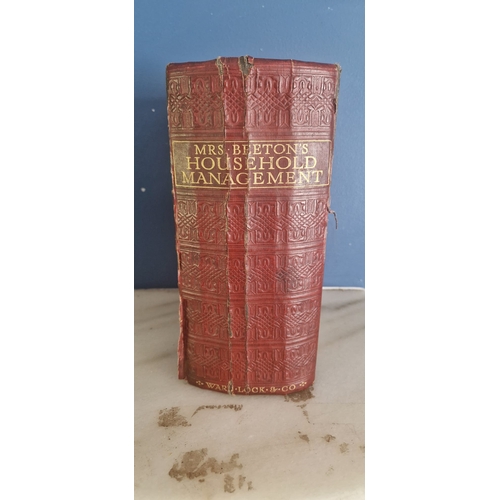 MRS BEETON'S
HOUSEHOLD
MANAGEMENT
WARD·LOCK·&·CO